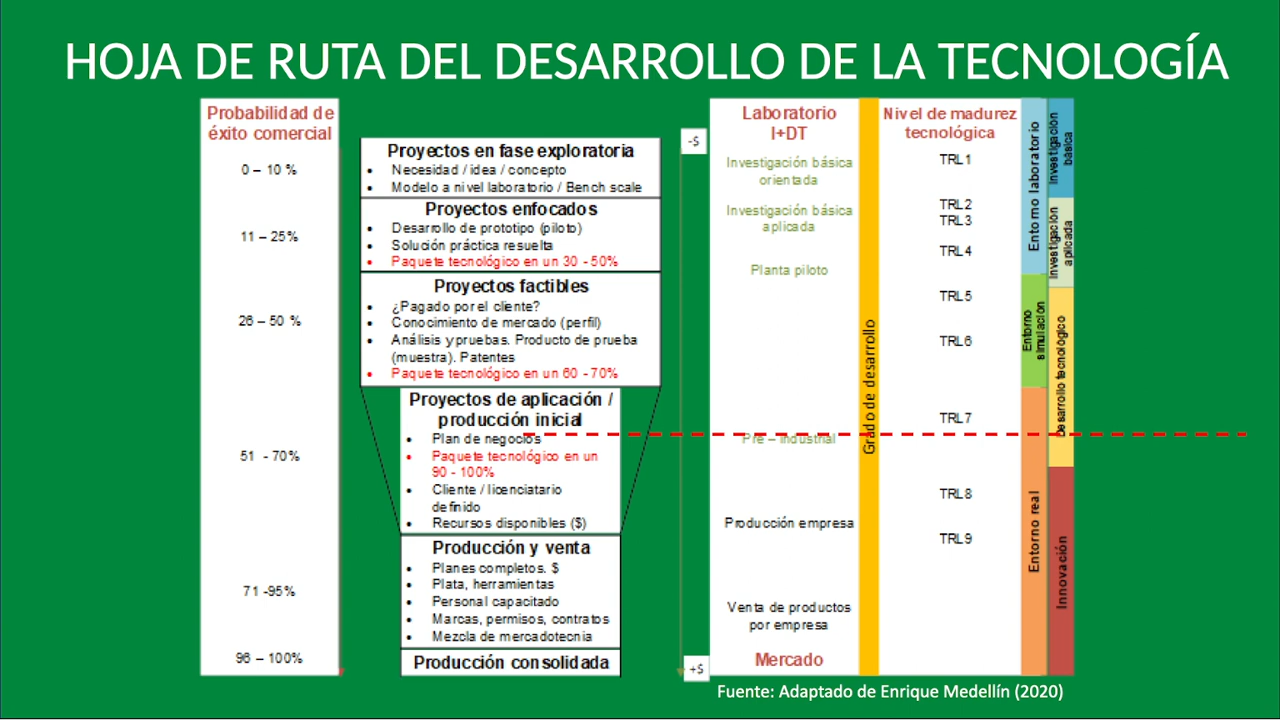 HOJA DE RUTA DEL DESARROLLO DE LA TECNOLOGÍA
Probabilidad de
éxito comercial
0 – 10 %
11 – 25%
26 – 50 %
51 - 70%
71 -95%
96 – 100%
Proyectos en fase exploratoria
• Necesidad / idea / concepto
• Modelo a nivel laboratorio / Bench scale
Proyectos enfocados
• Desarrollo de prototipo (piloto)
• Solución práctica resuelta
• Paquete tecnológico en un 30 - 50%
Proyectos factibles
• ¿Pagado por el cliente?
• Conocimiento de mercado (perfil)
• Análisis y pruebas. Producto de prueba
(muestra). Patentes
• Paquete tecnológico en un 60 - 70%
Proyectos de aplicación /
producción inicial
• Plan de negocios
• Paquete tecnológico en un
90 - 100%
• Cliente / licenciatario
definido
• Recursos disponibles ($)
Producción y venta
• Planes completos. $
• Plata, herramientas
• Personal capacitado
• Marcas, permisos, contratos
• Mezcla de mercadotecnia
Producción consolidada
-$
+$
Laboratorio
I+DT
Investigación básica
orientada
Investigación básica
aplicada
Planta piloto
Pre – industrial
Producción empresa
Venta de productos
por empresa
Mercado
Grado de desarrollo
Nivel de madurez
tecnológica
TRL1
TRL2
TRL3
TRL4
TRL5
TRL6
TRL7
TRL8
TRL9
Entorno laboratorio
Entorno
simulación
Entorno real
Investigación
básica
Investigación
aplicada
Desarrollo tecnológico
Innovación
Fuente: Adaptado de Enrique Medellín (2020)